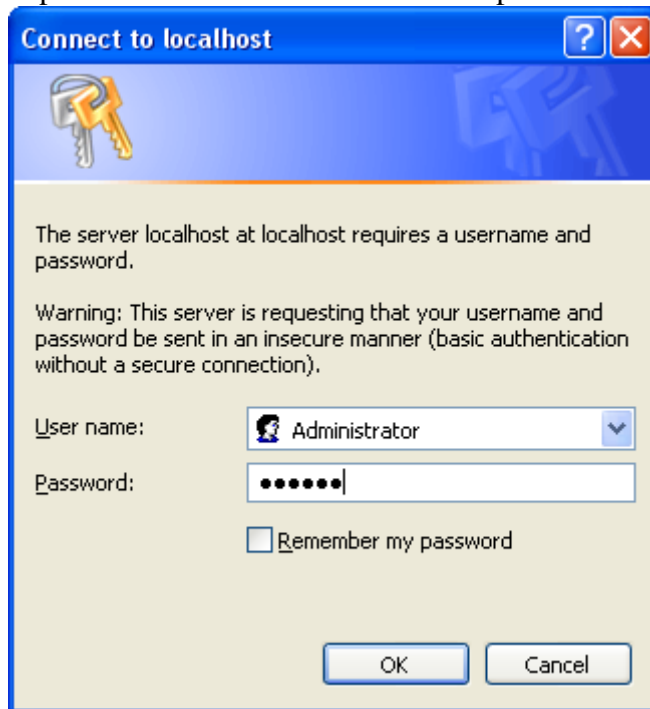 Connect to localhost
The server localhost at localhost requires a username and
password.
Warning: This server is requesting that your username and
password be sent in an insecure manner (basic authentication
without a secure connection).
User name:
Administrator
Password:
••••••
Remember my password
OK
Cancel